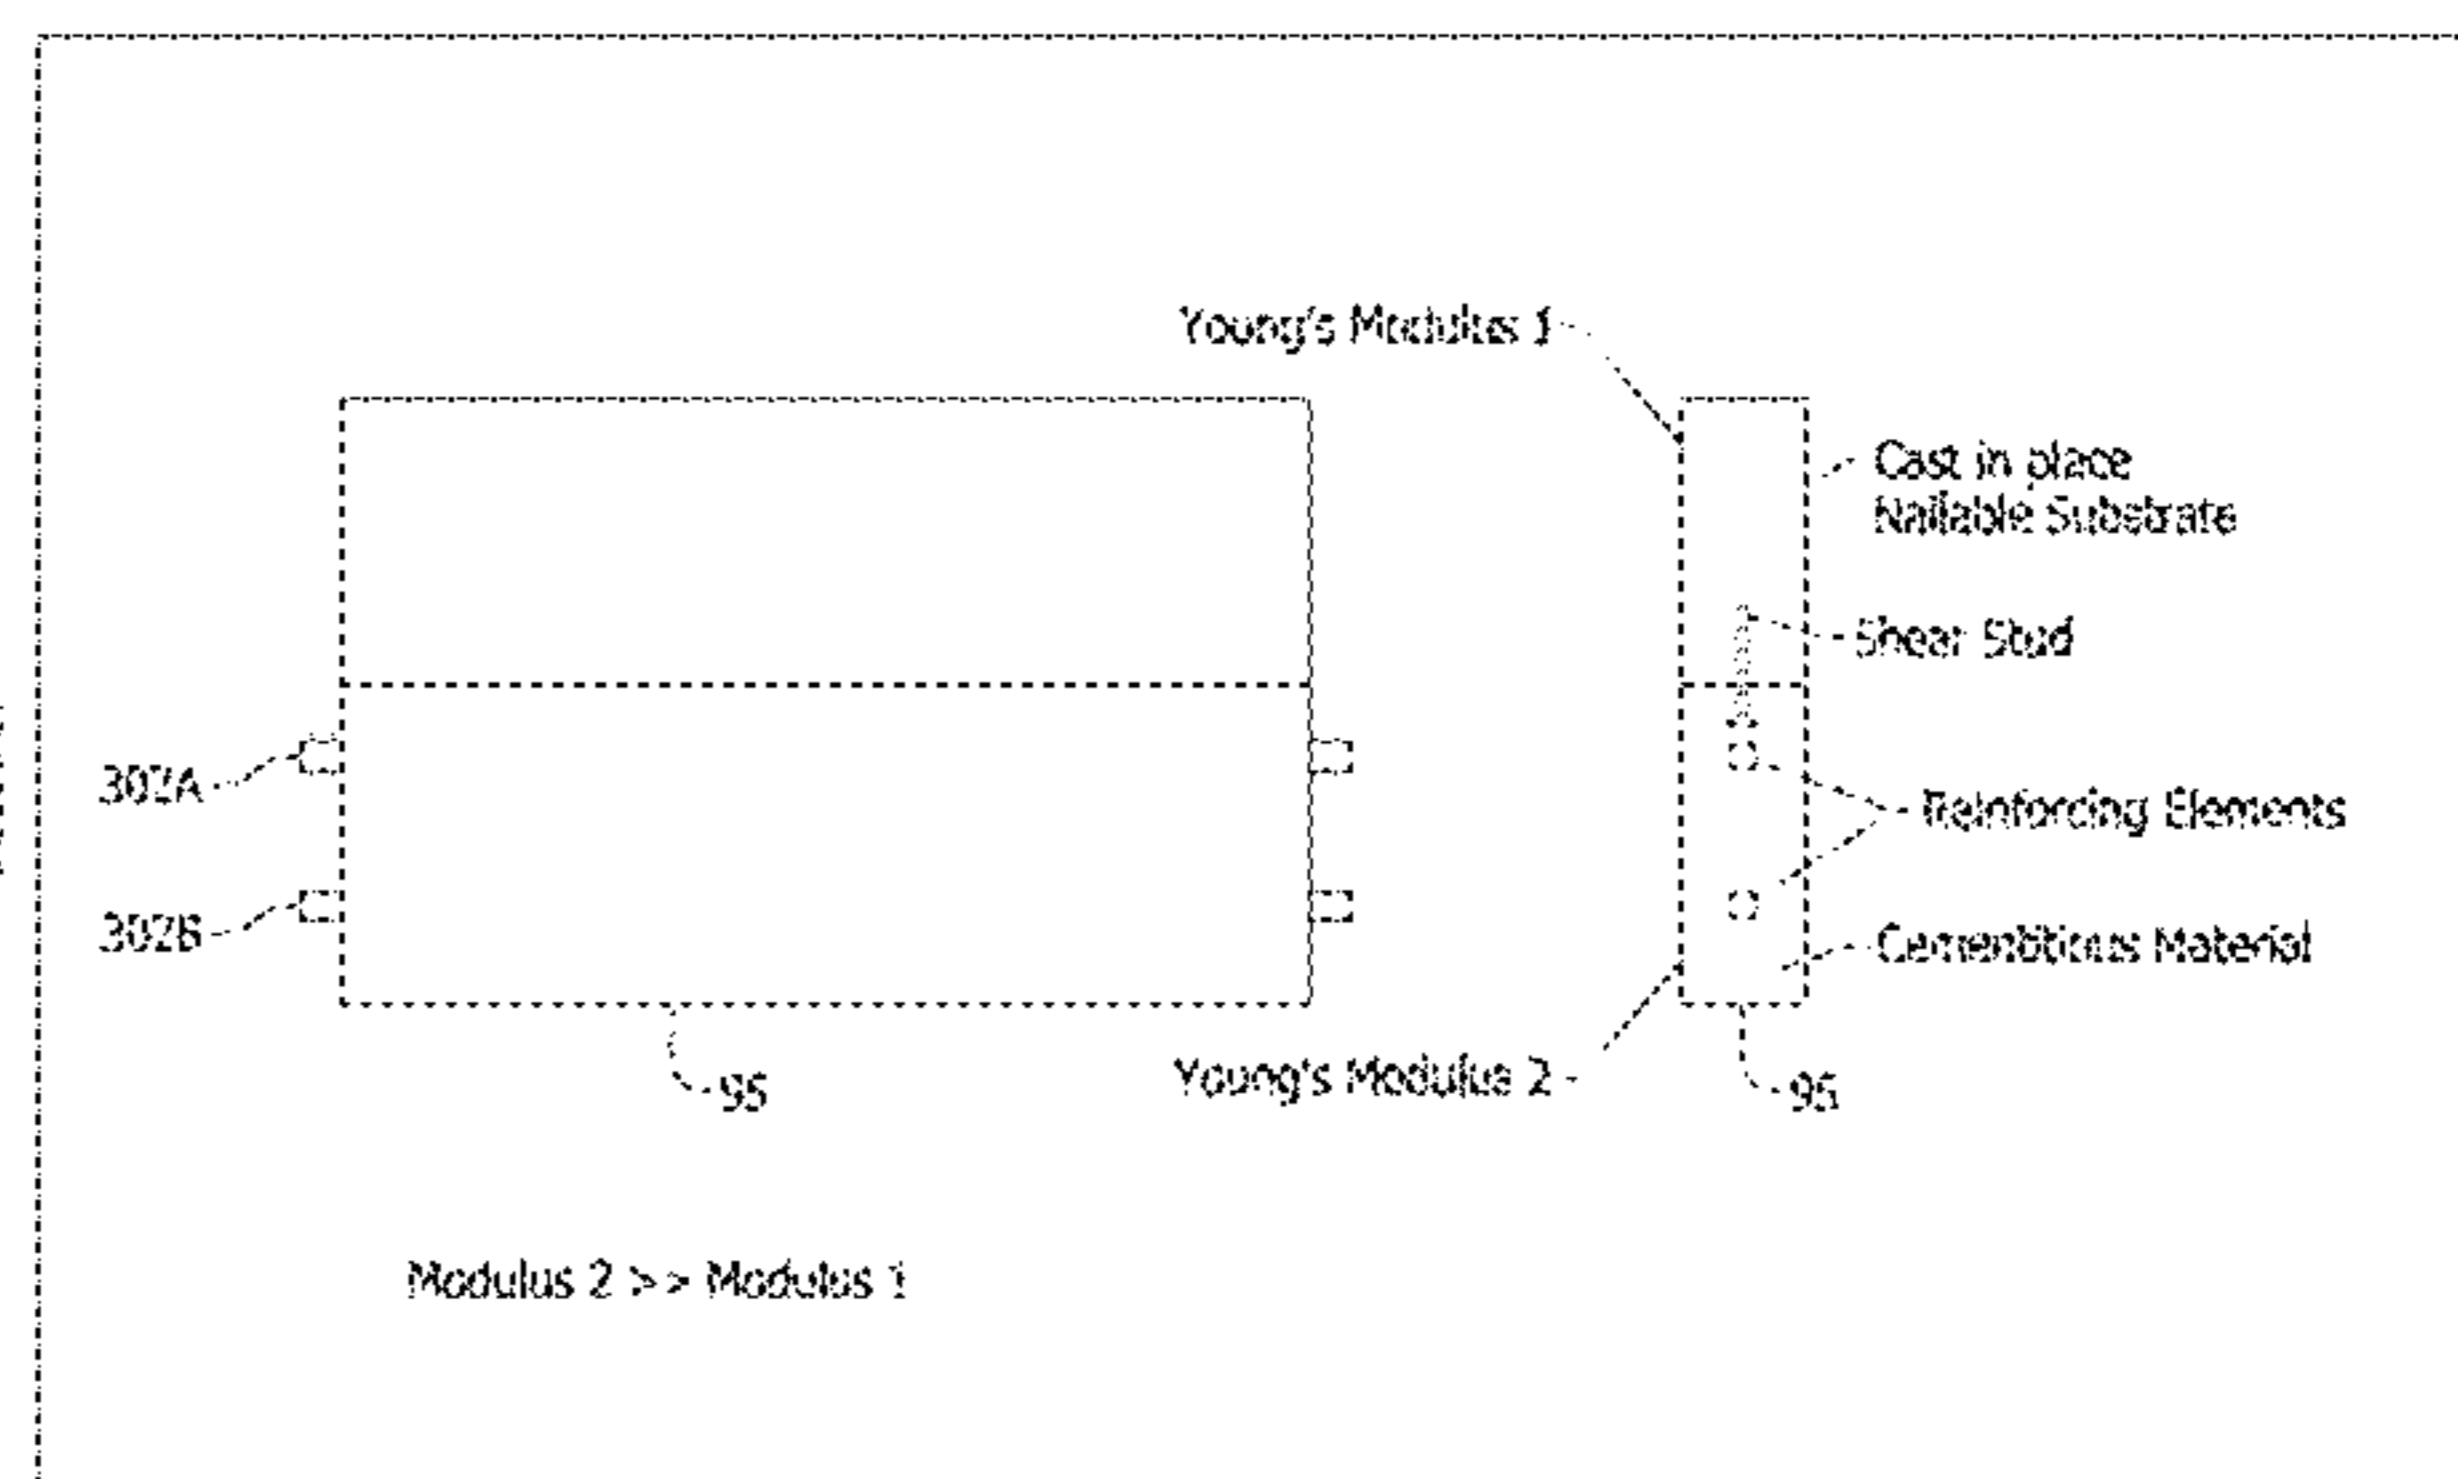 Young's Modulus 1
Cast in place
Nailable Substrate
Shear Stud
302A
Reinforcing Elements
302B
Cementitious Material
Young's Modulus 2
95
95
Modulus 2 >> Modulus 1